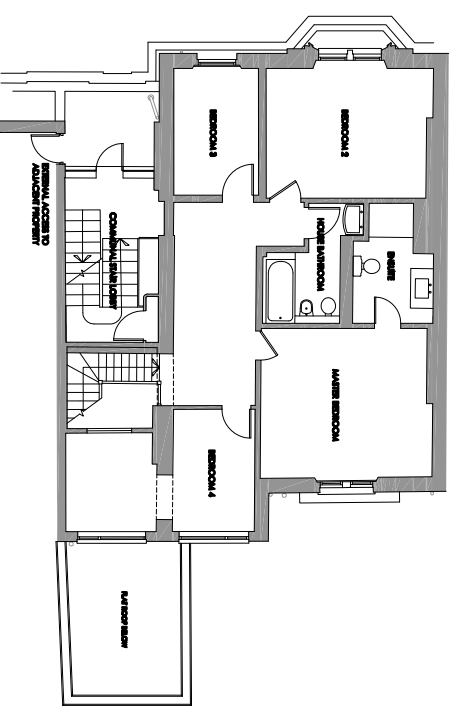 BEDROOM 3
BEDROOM 2
EXTERNAL ACCESS TO
ADJACENT PROPERTY
COMMUNAL STAIR LOBBY
HOUSE BATHROOM
ENSUITE
MASTER BEDROOM
BEDROOM 4
FLAT ROOF BELOW